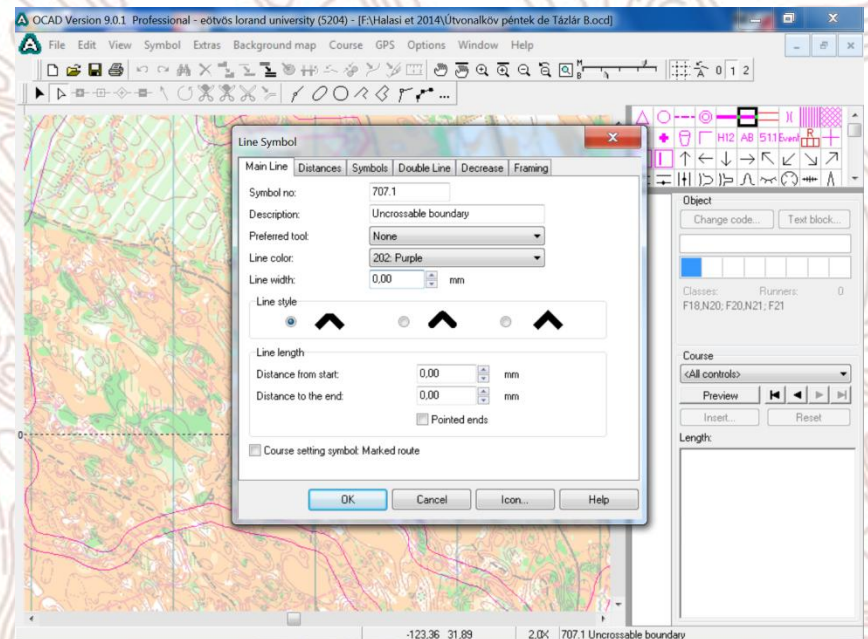 OCAD Version 9.0.1 Professional - eötvös lorand university (5204) - [F:\Halasi et 2014\Útvonalköv péntek de Tázlár B.ocd]
File Edit View Symbol Extras Background map Course GPS Options Window Help
0 1 2
H12 AB 511 Event R
Line Symbol
Main Line Distances Symbols Double Line Decrease Framing
Symbol no: 707.1
Description: Uncrossable boundary
Preferred tool: None
Line color: 202: Purple
Line width: 0,00 mm
Line style
Line length
Distance from start: 0,00 mm
Distance to the end: 0,00 mm
Pointed ends
Course setting symbol: Marked route
OK Cancel Icon... Help
Object
Change code... Text block...
Classes: Runners: 0
F18,N20; F20,N21; F21
Course
<All controls>
Preview
Insert... Reset
Length:
0
-123.36 31.89 2.0X 707.1 Uncrossable boundary